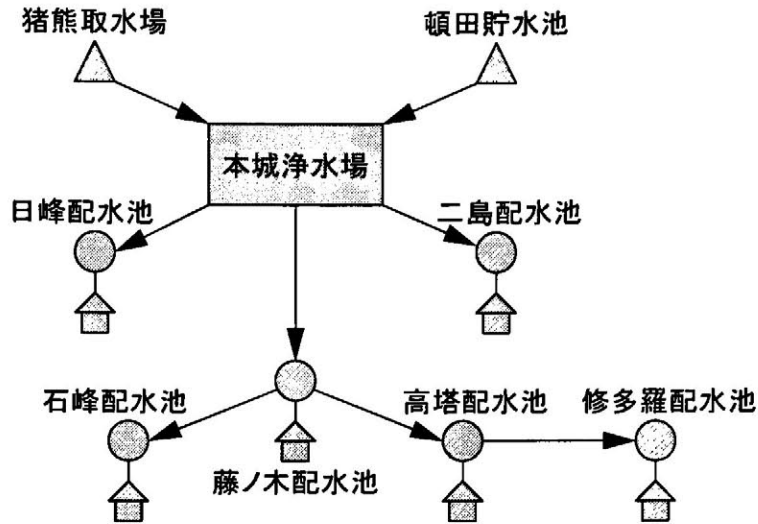 猪熊取水場
頓田貯水池
本城浄水場
日峰配水池
二島配水池
石峰配水池
高塔配水池
修多羅配水池
藤ノ木配水池